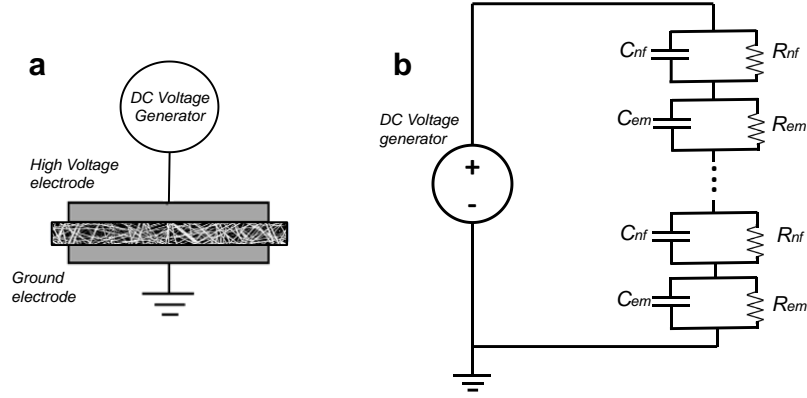 a
DC Voltage
Generator
High Voltage
electrode
Ground
electrode
b
DC Voltage
generator
+
-
Cnf
Rnf
Cem
Rem
Cnf
Rnf
Cem
Rem